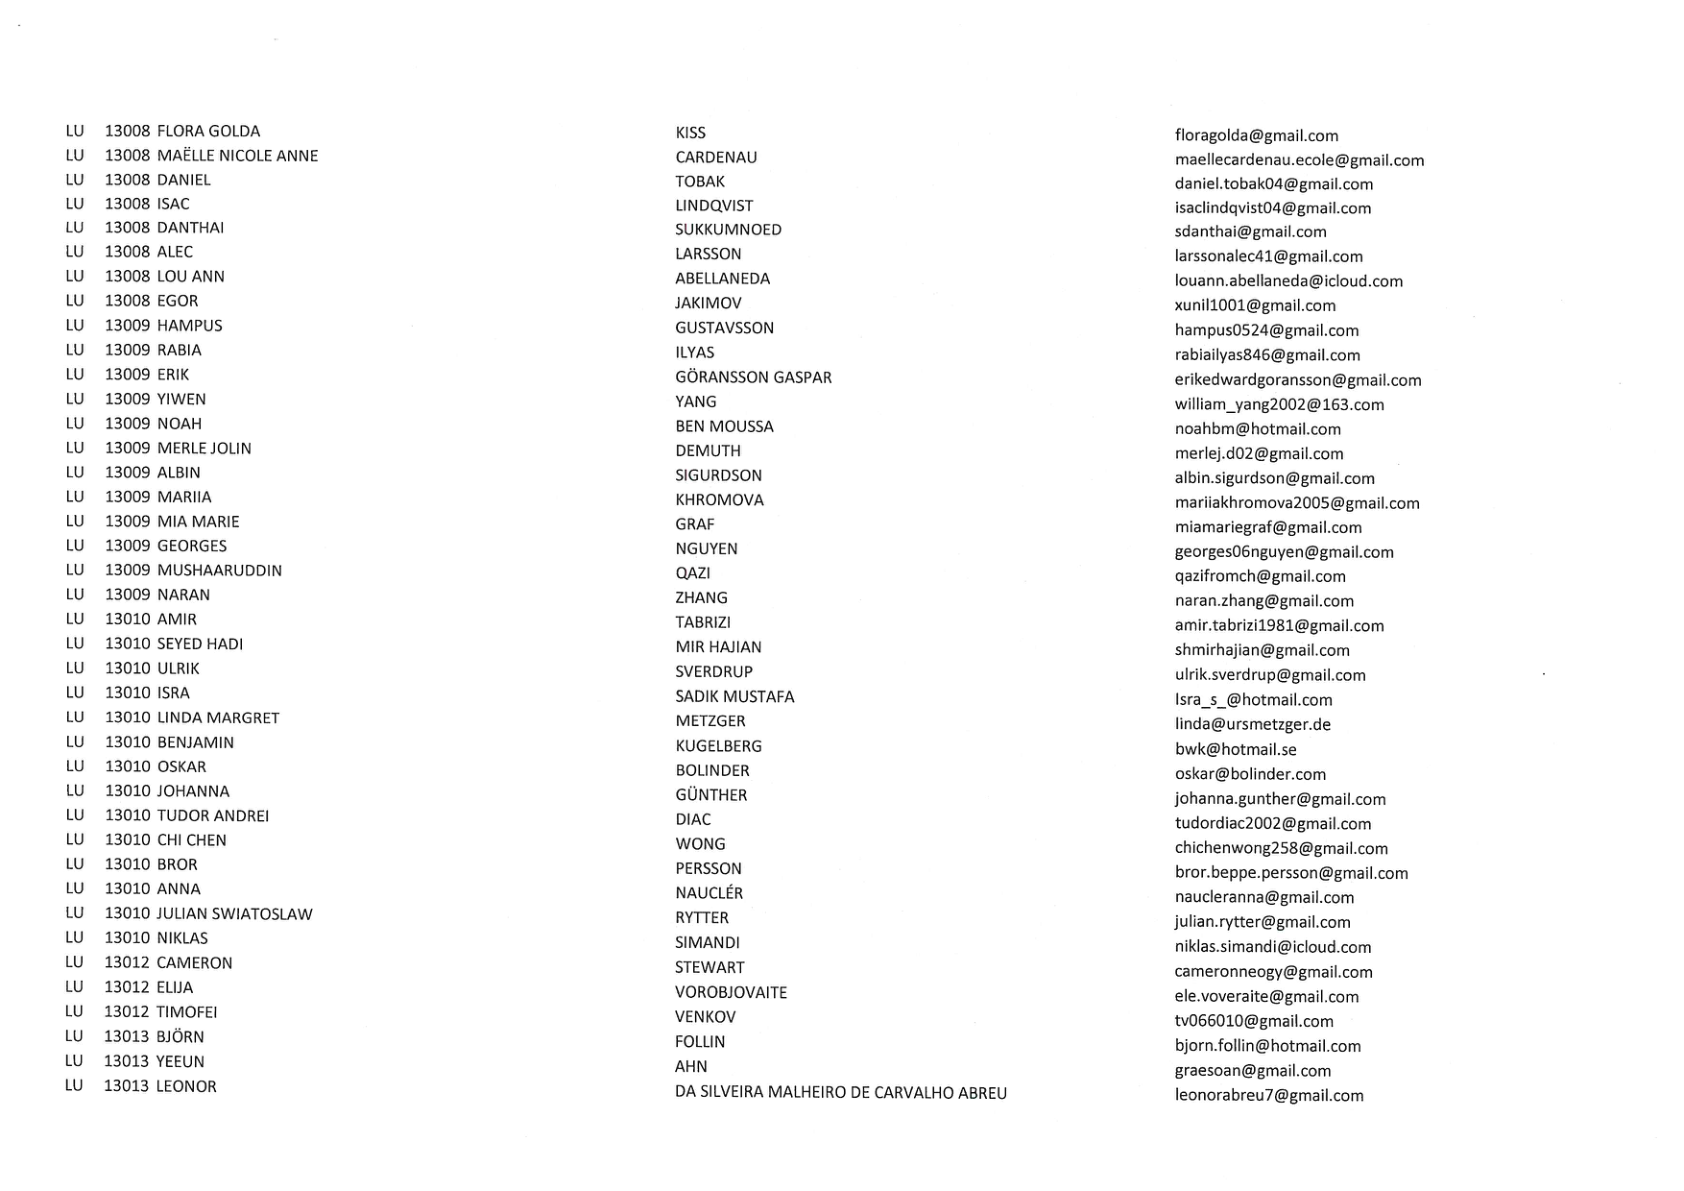 LU 13008 FLORA GOLDA KISS floragolda@gmail.com
LU 13008 MAËLLE NICOLE ANNE CARDENAU maellecardenau.ecole@gmail.com
LU 13008 DANIEL TOBAK daniel.tobak04@gmail.com
LU 13008 ISAC LINDQVIST isaclindqvist04@gmail.com
LU 13008 DANTHAI SUKKUMNOED sdanthai@gmail.com
LU 13008 ALEC LARSSON larssonalec41@gmail.com
LU 13008 LOU ANN ABELLANEDA louann.abellaneda@icloud.com
LU 13008 EGOR JAKIMOV xunil1001@gmail.com
LU 13009 HAMPUS GUSTAVSSON hampus0524@gmail.com
LU 13009 RABIA ILYAS rabiailyas846@gmail.com
LU 13009 ERIK GÖRANSSON GASPAR erikedwardgoransson@gmail.com
LU 13009 YIWEN YANG william_yang2002@163.com
LU 13009 NOAH BEN MOUSSA noahbm@hotmail.com
LU 13009 MERLE JOLIN DEMUTH merlej.d02@gmail.com
LU 13009 ALBIN SIGURDSON albin.sigurdson@gmail.com
LU 13009 MARIIA KHROMOVA mariiakhromova2005@gmail.com
LU 13009 MIA MARIE GRAF miamariegraf@gmail.com
LU 13009 GEORGES NGUYEN georges06nguyen@gmail.com
LU 13009 MUSHAARUDDIN QAZI qazifromch@gmail.com
LU 13009 NARAN ZHANG naran.zhang@gmail.com
LU 13010 AMIR TABRIZI amir.tabrizi1981@gmail.com
LU 13010 SEYED HADI MIR HAJIAN shmirhajian@gmail.com
LU 13010 ULRIK SVERDRUP ulrik.sverdrup@gmail.com
LU 13010 ISRA SADIK MUSTAFA Isra_s_@hotmail.com
LU 13010 LINDA MARGRET METZGER linda@ursmetzger.de
LU 13010 BENJAMIN KUGELBERG bwk@hotmail.se
LU 13010 OSKAR BOLINDER oskar@bolinder.com
LU 13010 JOHANNA GÜNTHER johanna.gunther@gmail.com
LU 13010 TUDOR ANDREI DIAC tudordiac2002@gmail.com
LU 13010 CHI CHEN WONG chichenwong258@gmail.com
LU 13010 BROR PERSSON bror.beppe.persson@gmail.com
LU 13010 ANNA NAUCLÉR naucleranna@gmail.com
LU 13010 JULIAN SWIATOSLAW RYTTER julian.rytter@gmail.com
LU 13010 NIKLAS SIMANDI niklas.simandi@icloud.com
LU 13012 CAMERON STEWART cameronneogy@gmail.com
LU 13012 ELIJA VOROBJOVAITE ele.voveraite@gmail.com
LU 13012 TIMOFEI VENKOV tv066010@gmail.com
LU 13013 BJÖRN FOLLIN bjorn.follin@hotmail.com
LU 13013 YEEUN AHN graesoan@gmail.com
LU 13013 LEONOR DA SILVEIRA MALHEIRO DE CARVALHO ABREU leonorabreu7@gmail.com